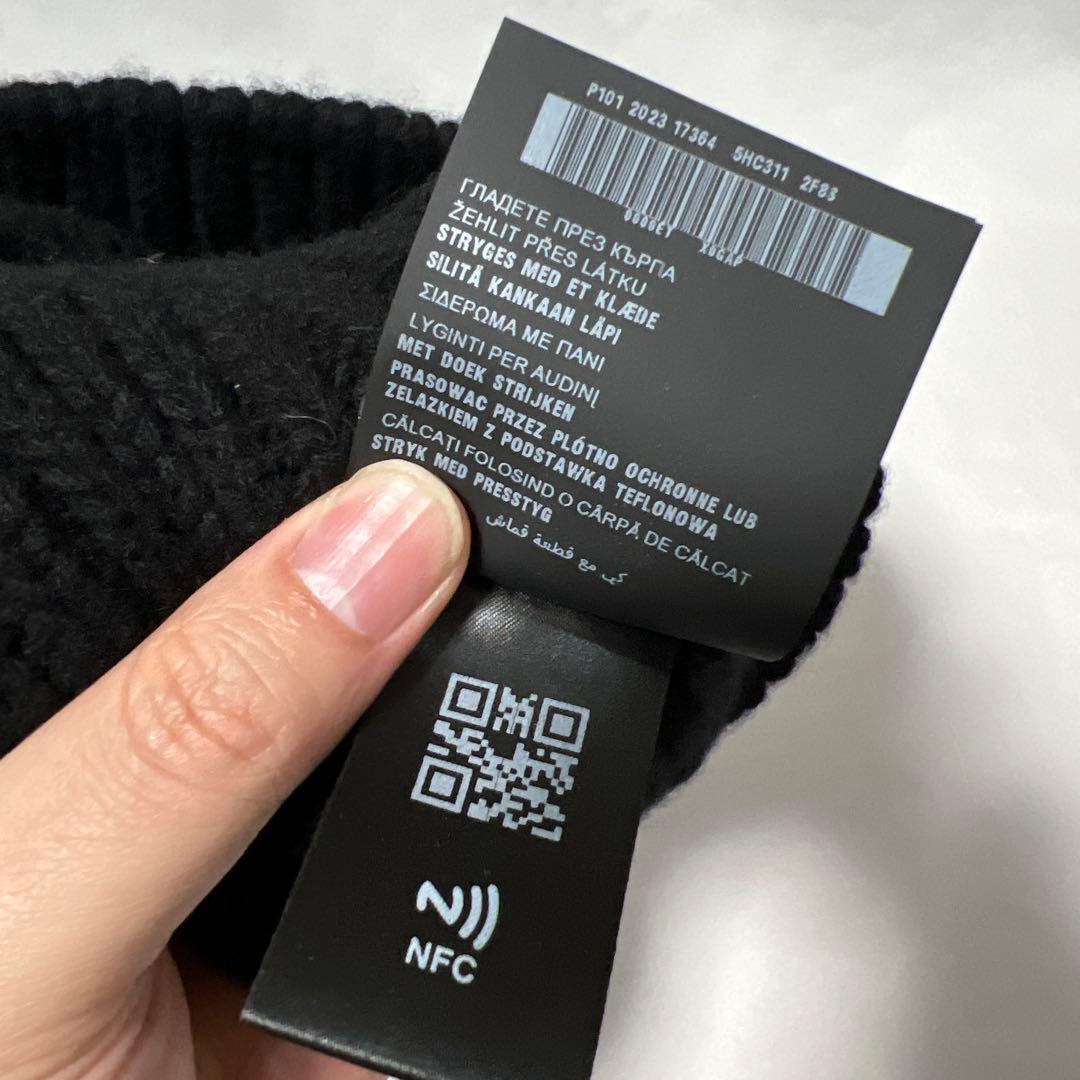 P101 2023 17364 5HC311 2F83
ГЛАДЕТЕ ПРЕЗ КЪРПА
ŽEHLIT PŘES LÁTKU
STRYGES MED ET KLÆDE
SILITÄ KANKAAN LÄPI
ΣΙΔΕΡΩΜΑ ΜΕ ΠΑΝΙ
LYGINTI PER AUDINĮ
MET DOEK STRIJKEN
PRASOWAC PRZEZ PLÓTNO OCHRONNE LUB
ZELAZKIEM Z PODSTAWKA TEFLONOWA
CĂLCAȚI FOLOSIND O CÂRPĂ DE CĂLCAT
STRYK MED PRESSTYG
كي مع قطعة قماش
NFC